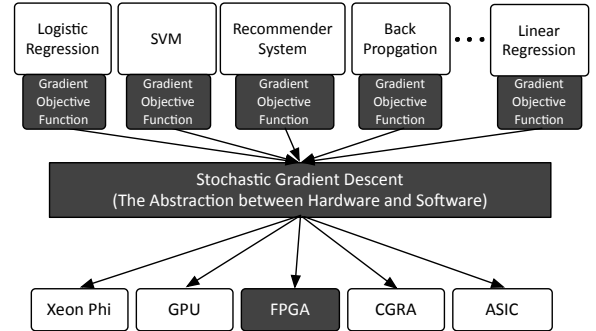 Logistic
Regression
SVM
Recommender
System
Back
Propgation
Linear
Regression
Gradient
Objective
Function
Gradient
Objective
Function
Gradient
Objective
Function
Gradient
Objective
Function
Gradient
Objective
Function
Stochastic Gradient Descent
(The Abstraction between Hardware and Software)
Xeon Phi
GPU
FPGA
CGRA
ASIC